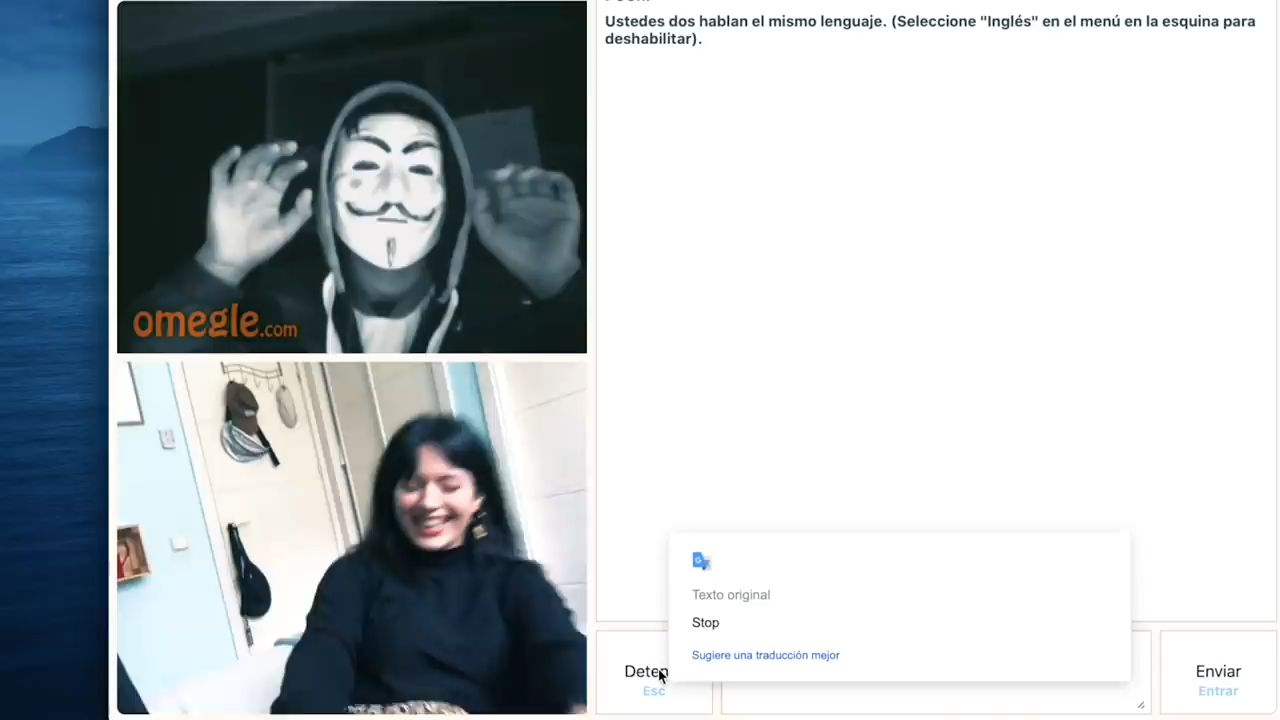 Ustedes dos hablan el mismo lenguaje. (Seleccione "Inglés" en el menú en la esquina para
deshabilitar).
omegle.com
Texto original
Stop
Sugiere una traducción mejor
Deten
Esc
Enviar
Entrar